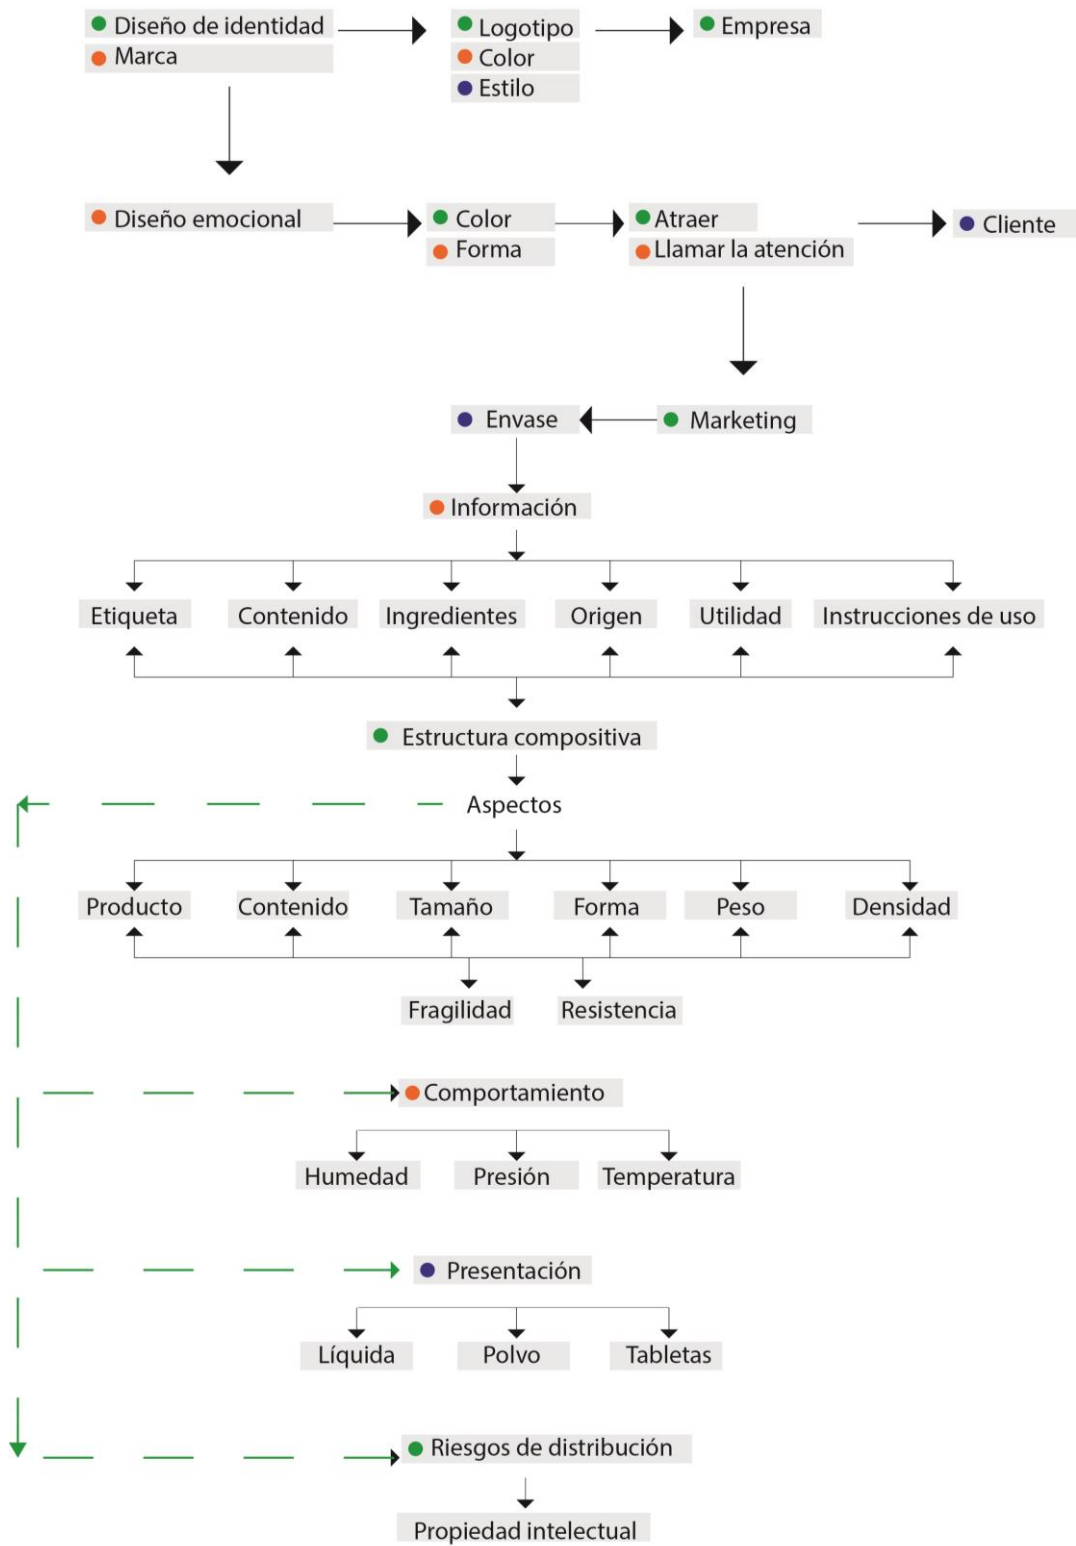 Diseño de identidad
Marca
Logotipo
Color
Estilo
Empresa
Diseño emocional
Color
Forma
Atraer
Llamar la atención
Cliente
Envase
Marketing
Información
Etiqueta
Contenido
Ingredientes
Origen
Utilidad
Instrucciones de uso
Estructura compositiva
Aspectos
Producto
Contenido
Tamaño
Forma
Peso
Densidad
Fragilidad
Resistencia
Comportamiento
Humedad
Presión
Temperatura
Presentación
Líquida
Polvo
Tabletas
Riesgos de distribución
Propiedad intelectual